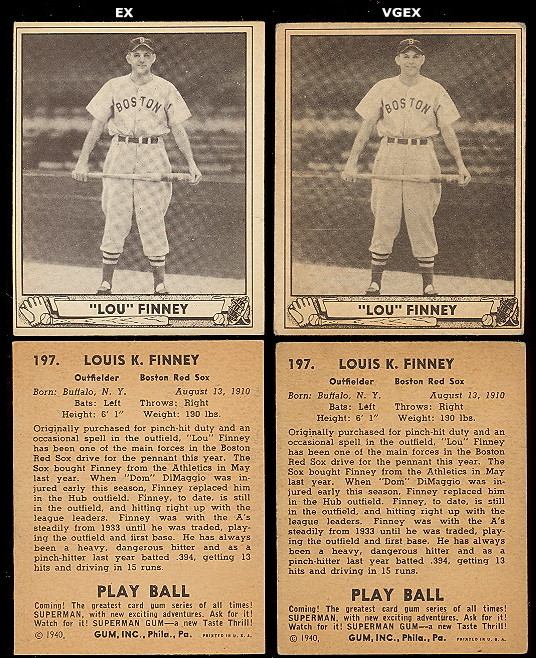 EX
VGEX
BOSTON
BOSTON
"LOU" FINNEY
"LOU" FINNEY
197. LOUIS K. FINNEY
Outfielder Boston Red Sox
Born: Buffalo, N. Y. August 13, 1910
Bats: Left Throws: Right
Height: 6' 1" Weight: 190 lbs.
Originally purchased for pinch-hit duty and an
occasional spell in the outfield, "Lou" Finney
has been one of the main forces in the Boston
Red Sox drive for the pennant this year. The
Sox bought Finney from the Athletics in May
last year. When "Dom" DiMaggio was in-
jured early this season, Finney replaced him
in the Hub outfield. Finney, to date, is still
in the outfield, and hitting right up with the
league leaders. Finney was with the A's
steadily from 1933 until he was traded, play-
ing the outfield and first base. He has always
been a heavy, dangerous hitter and as a
pinch-hitter last year batted .394, getting 13
hits and driving in 15 runs.
PLAY BALL
Coming! The greatest card gum series of all times!
SUPERMAN, with new exciting adventures. Ask for it!
Watch for it! SUPERMAN GUM—a new Taste Thrill!
© 1940, GUM, INC., Phila., Pa. PRINTED IN U. S. A.
197. LOUIS K. FINNEY
Outfielder Boston Red Sox
Born: Buffalo, N. Y. August 13, 1910
Bats: Left Throws: Right
Height: 6' 1" Weight: 190 lbs.
Originally purchased for pinch-hit duty and an
occasional spell in the outfield, "Lou" Finney
has been one of the main forces in the Boston
Red Sox drive for the pennant this year. The
Sox bought Finney from the Athletics in May
last year. When "Dom" DiMaggio was in-
jured early this season, Finney replaced him
in the Hub outfield. Finney, to date, is still
in the outfield, and hitting right up with the
league leaders. Finney was with the A's
steadily from 1933 until he was traded, play-
ing the outfield and first base. He has always
been a heavy, dangerous hitter and as a
pinch-hitter last year batted .394, getting 13
hits and driving in 15 runs.
PLAY BALL
Coming! The greatest card gum series of all times!
SUPERMAN, with new exciting adventures. Ask for it!
Watch for it! SUPERMAN GUM—a new Taste Thrill!
© 1940, GUM, INC., Phila., Pa. PRINTED IN U. S. A.